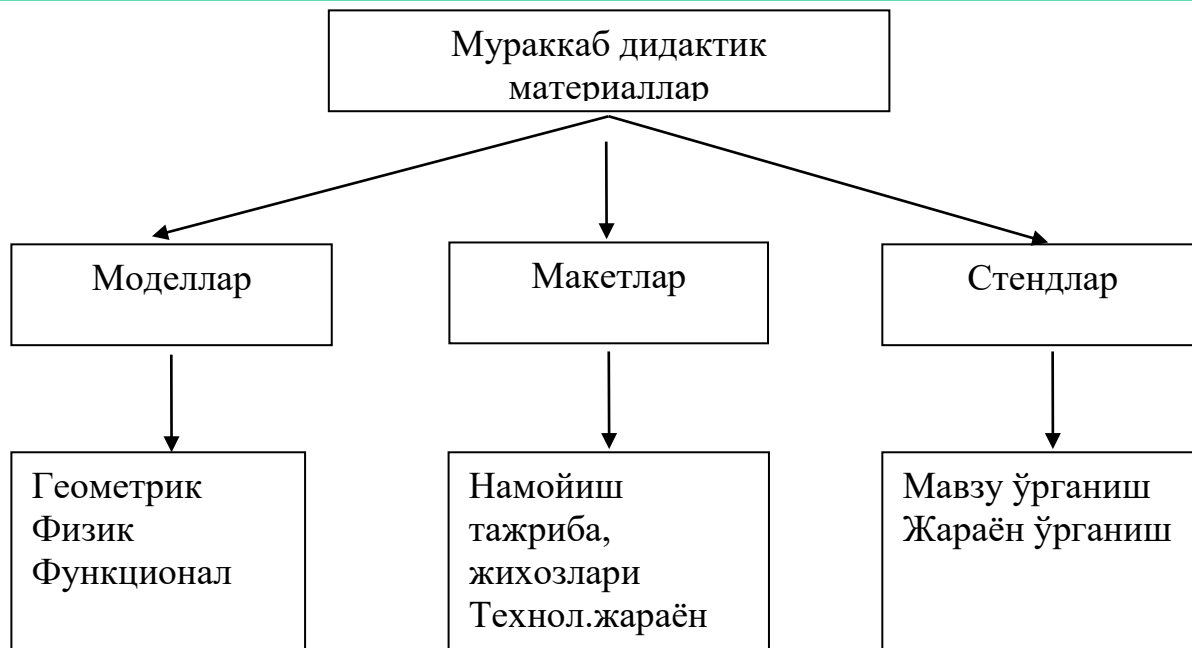 Мураккаб дидактик
материаллар
Моделлар
Макетлар
Стендлар
Геометрик
Физик
Функционал
Намойиш
тажриба,
жихозлари
Технол.жараён
Мавзу ўрганиш
Жараён ўрганиш